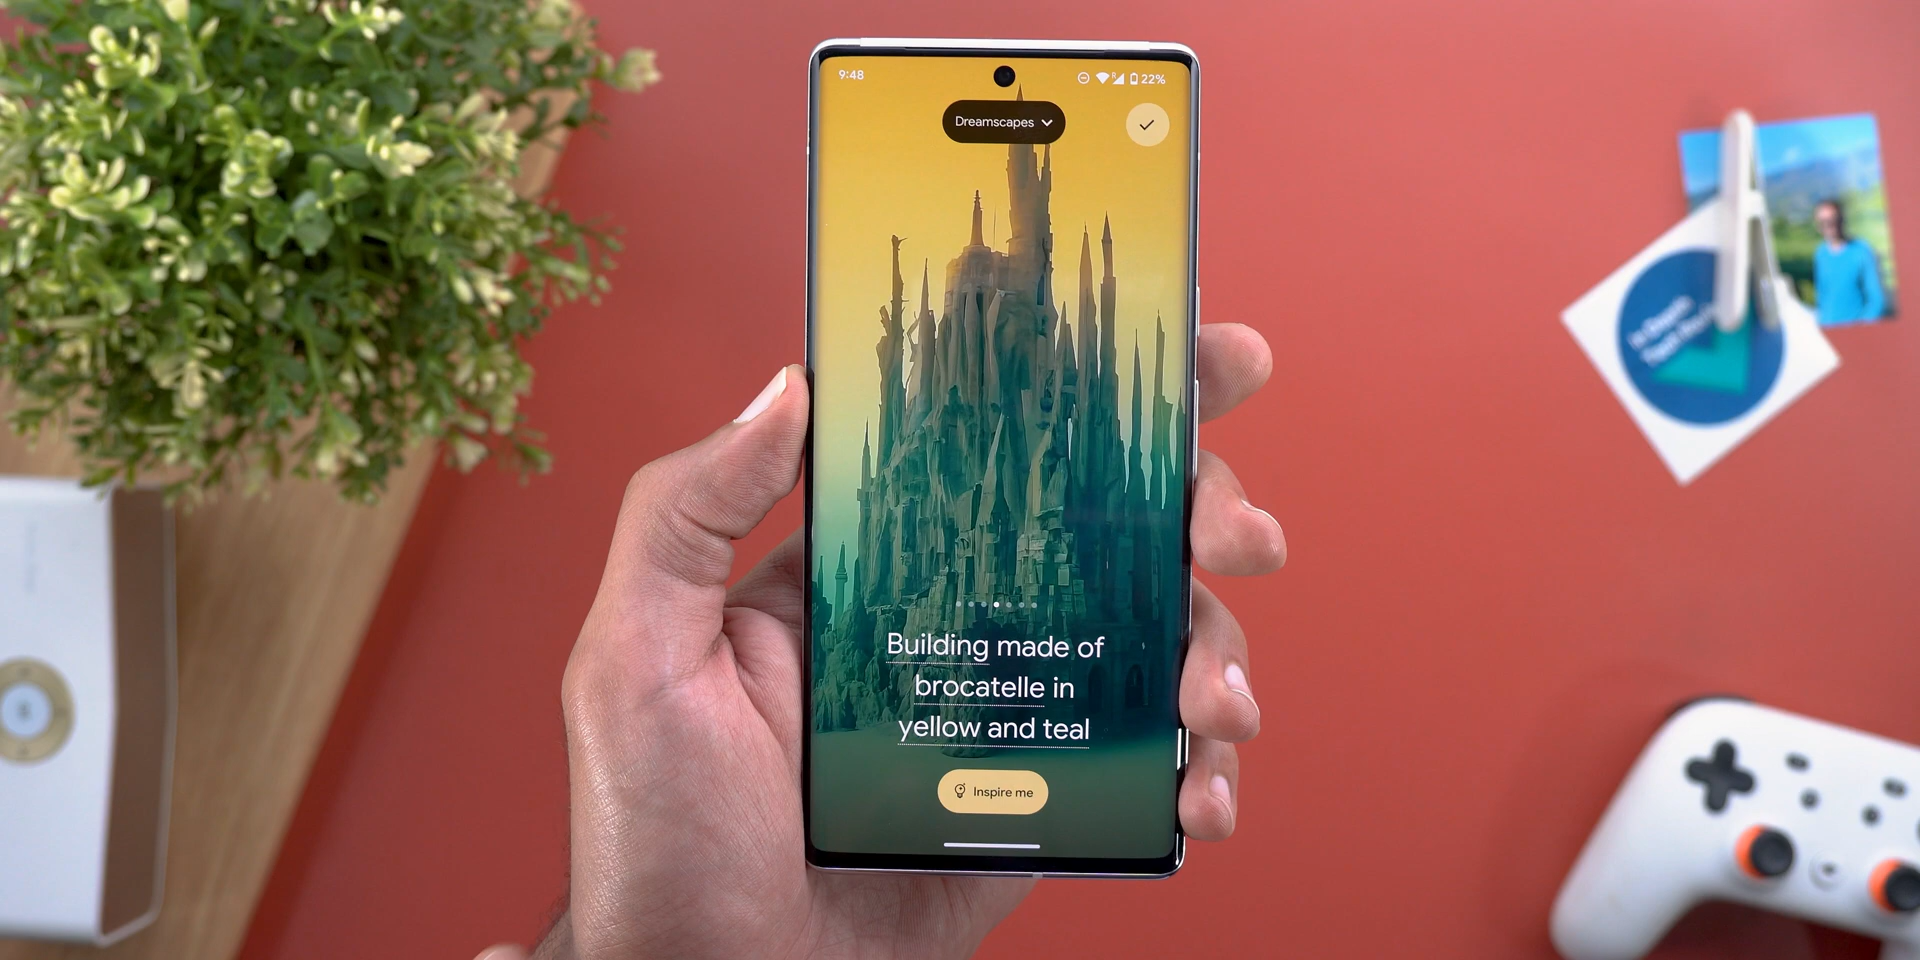 9:48
R
22%
Dreamscapes
Building made of
brocatelle in
yellow and teal
Inspire me